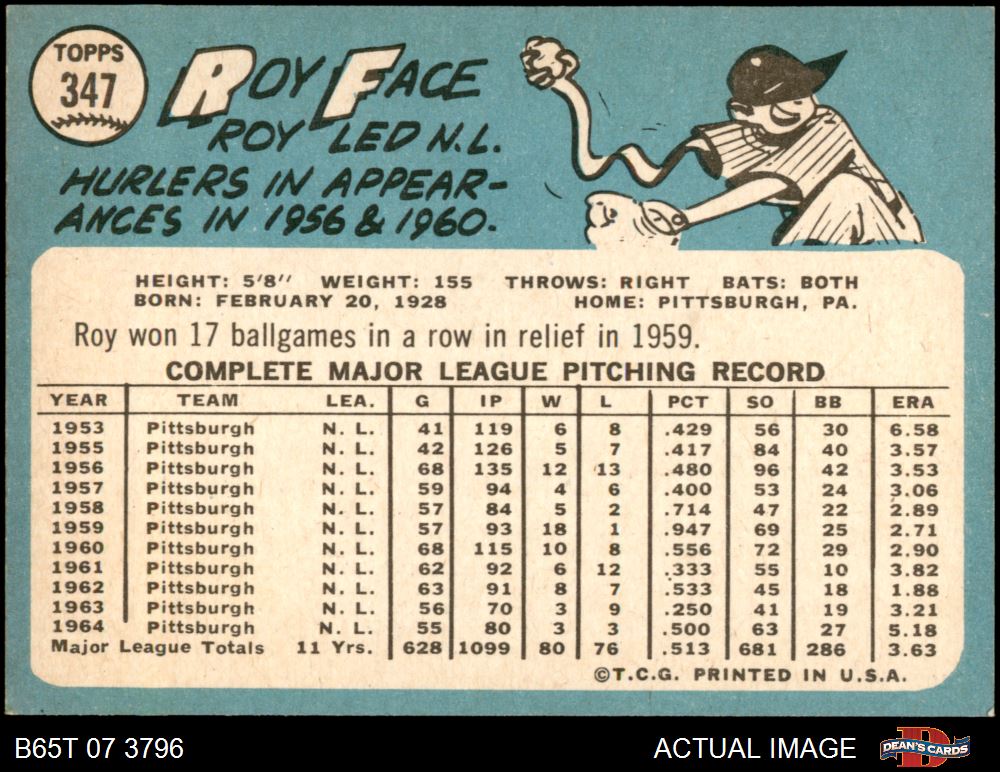 TOPPS
347
ROY FACE
ROY LED N.L.
HURLERS IN APPEAR-
ANCES IN 1956 & 1960.
HEIGHT: 5'8" WEIGHT: 155 THROWS: RIGHT BATS: BOTH
BORN: FEBRUARY 20, 1928 HOME: PITTSBURGH, PA.
Roy won 17 ballgames in a row in relief in 1959.
COMPLETE MAJOR LEAGUE PITCHING RECORD
YEAR TEAM LEA. G IP W L PCT SO BB ERA
1953 Pittsburgh N. L. 41 119 6 8 .429 56 30 6.58
1955 Pittsburgh N. L. 42 126 5 7 .417 84 40 3.57
1956 Pittsburgh N. L. 68 135 12 13 .480 96 42 3.53
1957 Pittsburgh N. L. 59 94 4 6 .400 53 24 3.06
1958 Pittsburgh N. L. 57 84 5 2 .714 47 22 2.89
1959 Pittsburgh N. L. 57 93 18 1 .947 69 25 2.71
1960 Pittsburgh N. L. 68 115 10 8 .556 72 29 2.90
1961 Pittsburgh N. L. 62 92 6 12 .333 55 10 3.82
1962 Pittsburgh N. L. 63 91 8 7 .533 45 18 1.88
1963 Pittsburgh N. L. 56 70 3 9 .250 41 19 3.21
1964 Pittsburgh N. L. 55 80 3 3 .500 63 27 5.18
Major League Totals 11 Yrs. 628 1099 80 76 .513 681 286 3.63
©T.C.G. PRINTED IN U.S.A.
B65T 07 3796 ACTUAL IMAGE D DEAN'S CARDS